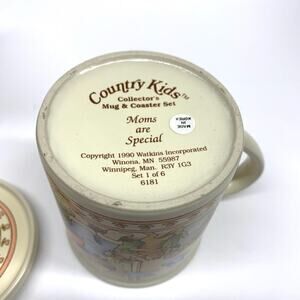 Country Kids™
Collector's
Mug & Coaster Set
Moms
are
Special
MADE
IN
KOREA
Copyright 1990 Watkins Incorporated
Winona, MN 55987
Winnipeg, Man. R3Y 1G3
Set 1 of 6
6181